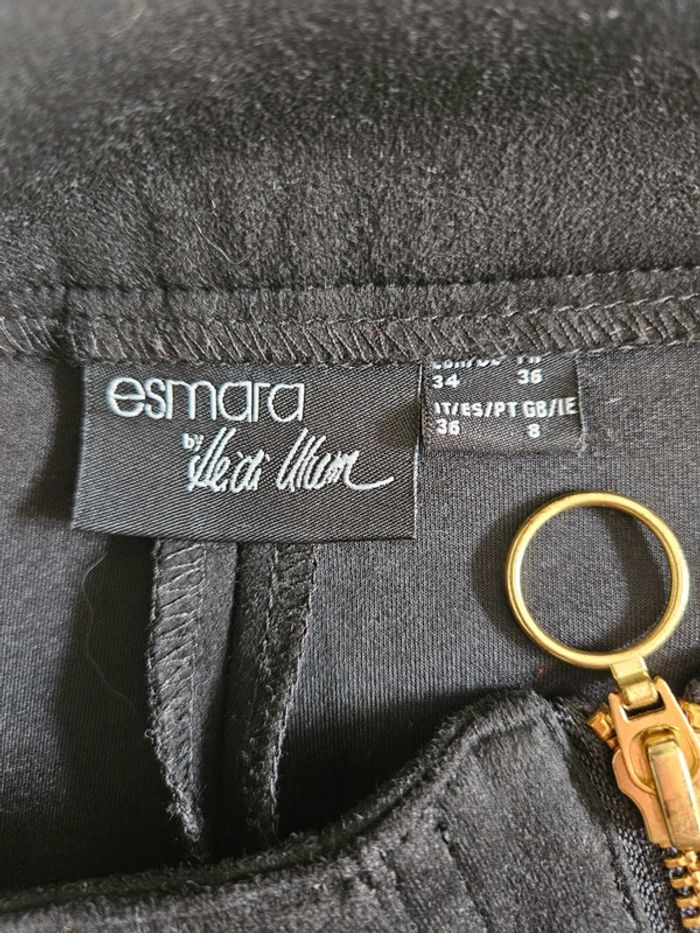 esmara
by Heidi Klum
34 36
IT/ES/PT GB/IE
36 8